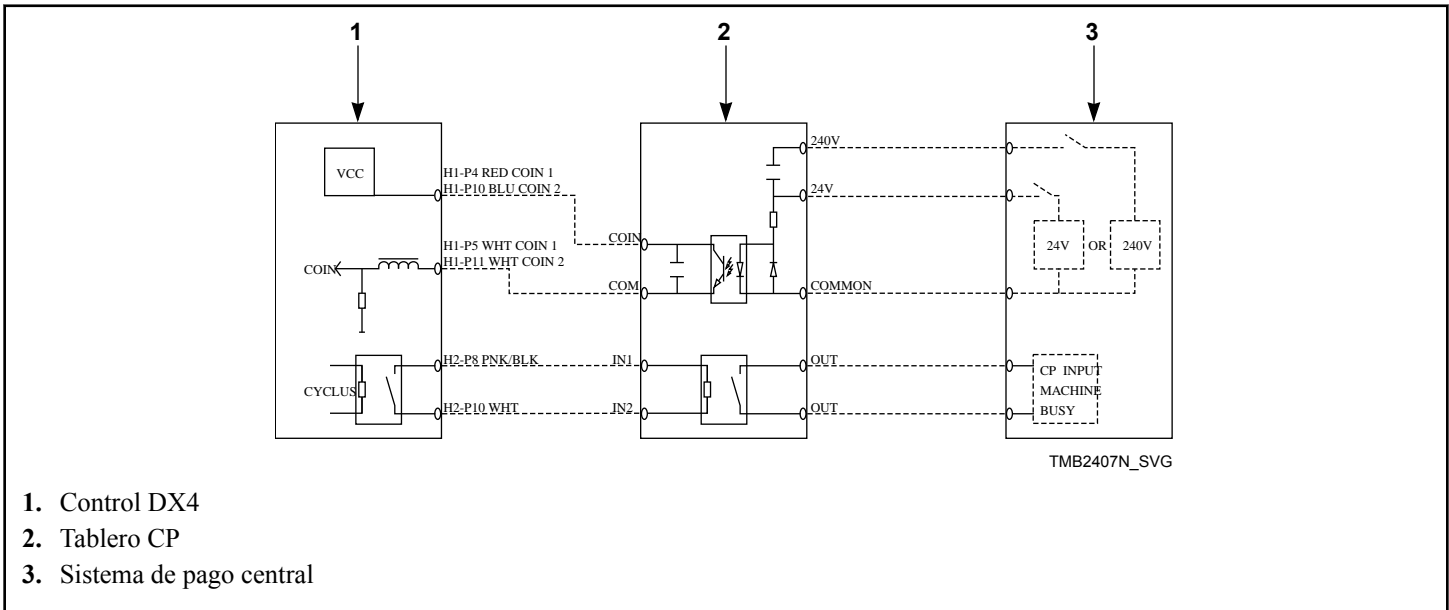 1
2
3
VCC
H1-P4 RED COIN 1
H1-P10 BLU COIN 2
COIN
H1-P5 WHT COIN 1
H1-P11 WHT COIN 2
CYCLUS
H2-P8 PNK/BLK
H2-P10 WHT
COIN
COM
IN1
IN2
240V
24V
COMMON
OUT
OUT
24V
OR
240V
CP INPUT
MACHINE
BUSY
TMB2407N_SVG
1. Control DX4
2. Tablero CP
3. Sistema de pago central